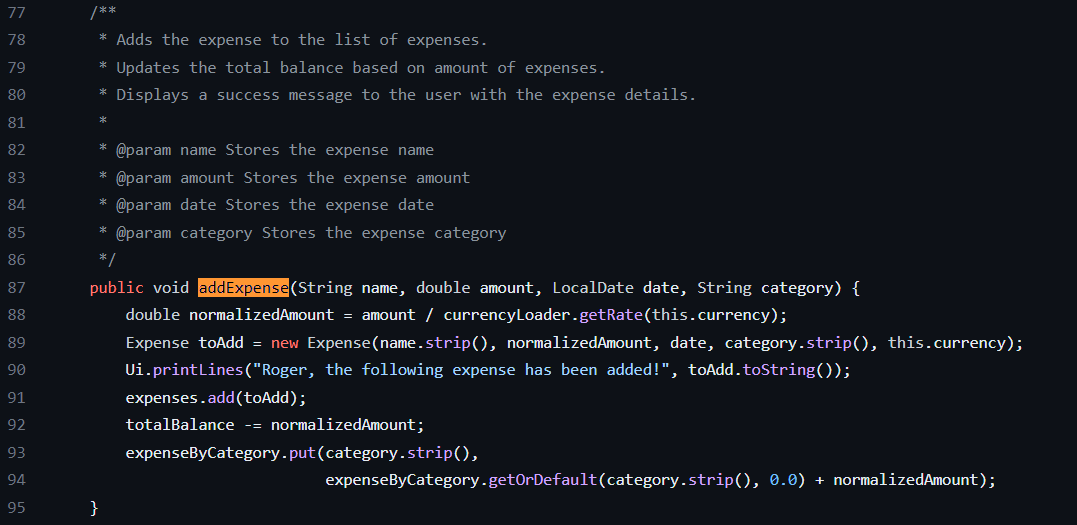 77 /**
78 * Adds the expense to the list of expenses.
79 * Updates the total balance based on amount of expenses.
80 * Displays a success message to the user with the expense details.
81 *
82 * @param name Stores the expense name
83 * @param amount Stores the expense amount
84 * @param date Stores the expense date
85 * @param category Stores the expense category
86 */
87 public void addExpense(String name, double amount, LocalDate date, String category) {
88 double normalizedAmount = amount / currencyLoader.getRate(this.currency);
89 Expense toAdd = new Expense(name.strip(), normalizedAmount, date, category.strip(), this.currency);
90 Ui.printLines("Roger, the following expense has been added!", toAdd.toString());
91 expenses.add(toAdd);
92 totalBalance -= normalizedAmount;
93 expenseByCategory.put(category.strip(),
94 expenseByCategory.getOrDefault(category.strip(), 0.0) + normalizedAmount);
95 }